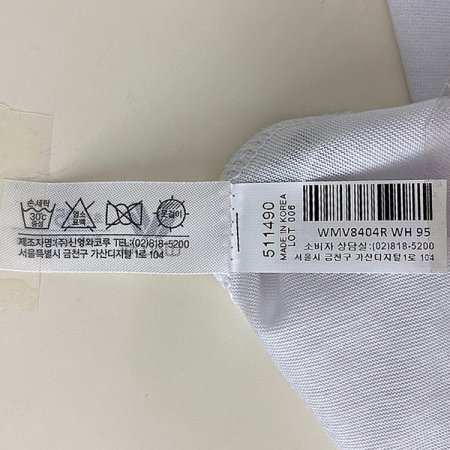 손세탁
30℃
중성
염소
표백
옷걸이
제조자명:(주)신영와코루 TEL:(02)818-5200
서울특별시 금천구 가산디지털 1로 104
511490
MADE IN KOREA
LOT 006
WMV8404R WH 95
소비자 상담실:(02)818-5200
서울시 금천구 가산디지털1로 104